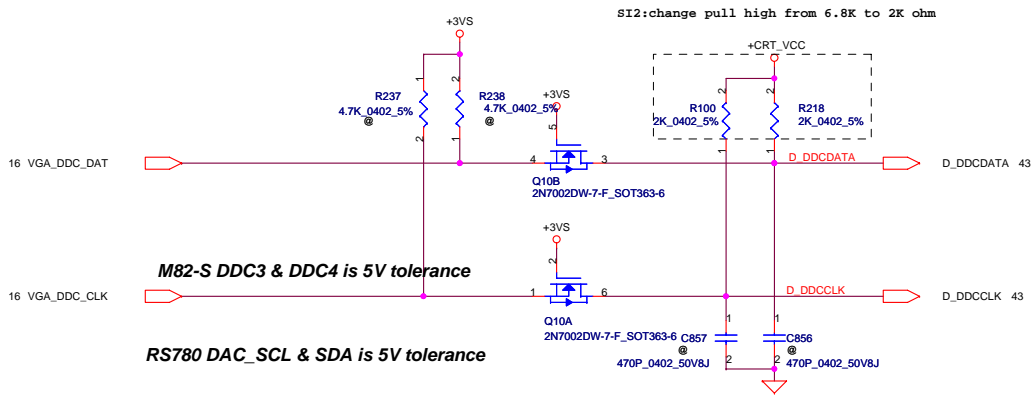 SI2:change pull high from 6.8K to 2K ohm
+3VS
+CRT_VCC
1
2
2
2
R237
4.7K_0402_5%
@
R238
4.7K_0402_5%
@
+3VS
R100
2K_0402_5%
R218
2K_0402_5%
2
1
5
1
1
16 VGA_DDC_DAT
4
3
D_DDCDATA
D_DDCDATA 43
Q10B
2N7002DW-7-F_SOT363-6
+3VS
2
M82-S DDC3 & DDC4 is 5V tolerance
16 VGA_DDC_CLK
1
6
D_DDCCLK
D_DDCCLK 43
Q10A
2N7002DW-7-F_SOT363-6
1
1
C857
@
470P_0402_50V8J
C856
@
470P_0402_50V8J
2
2
RS780 DAC_SCL & SDA is 5V tolerance